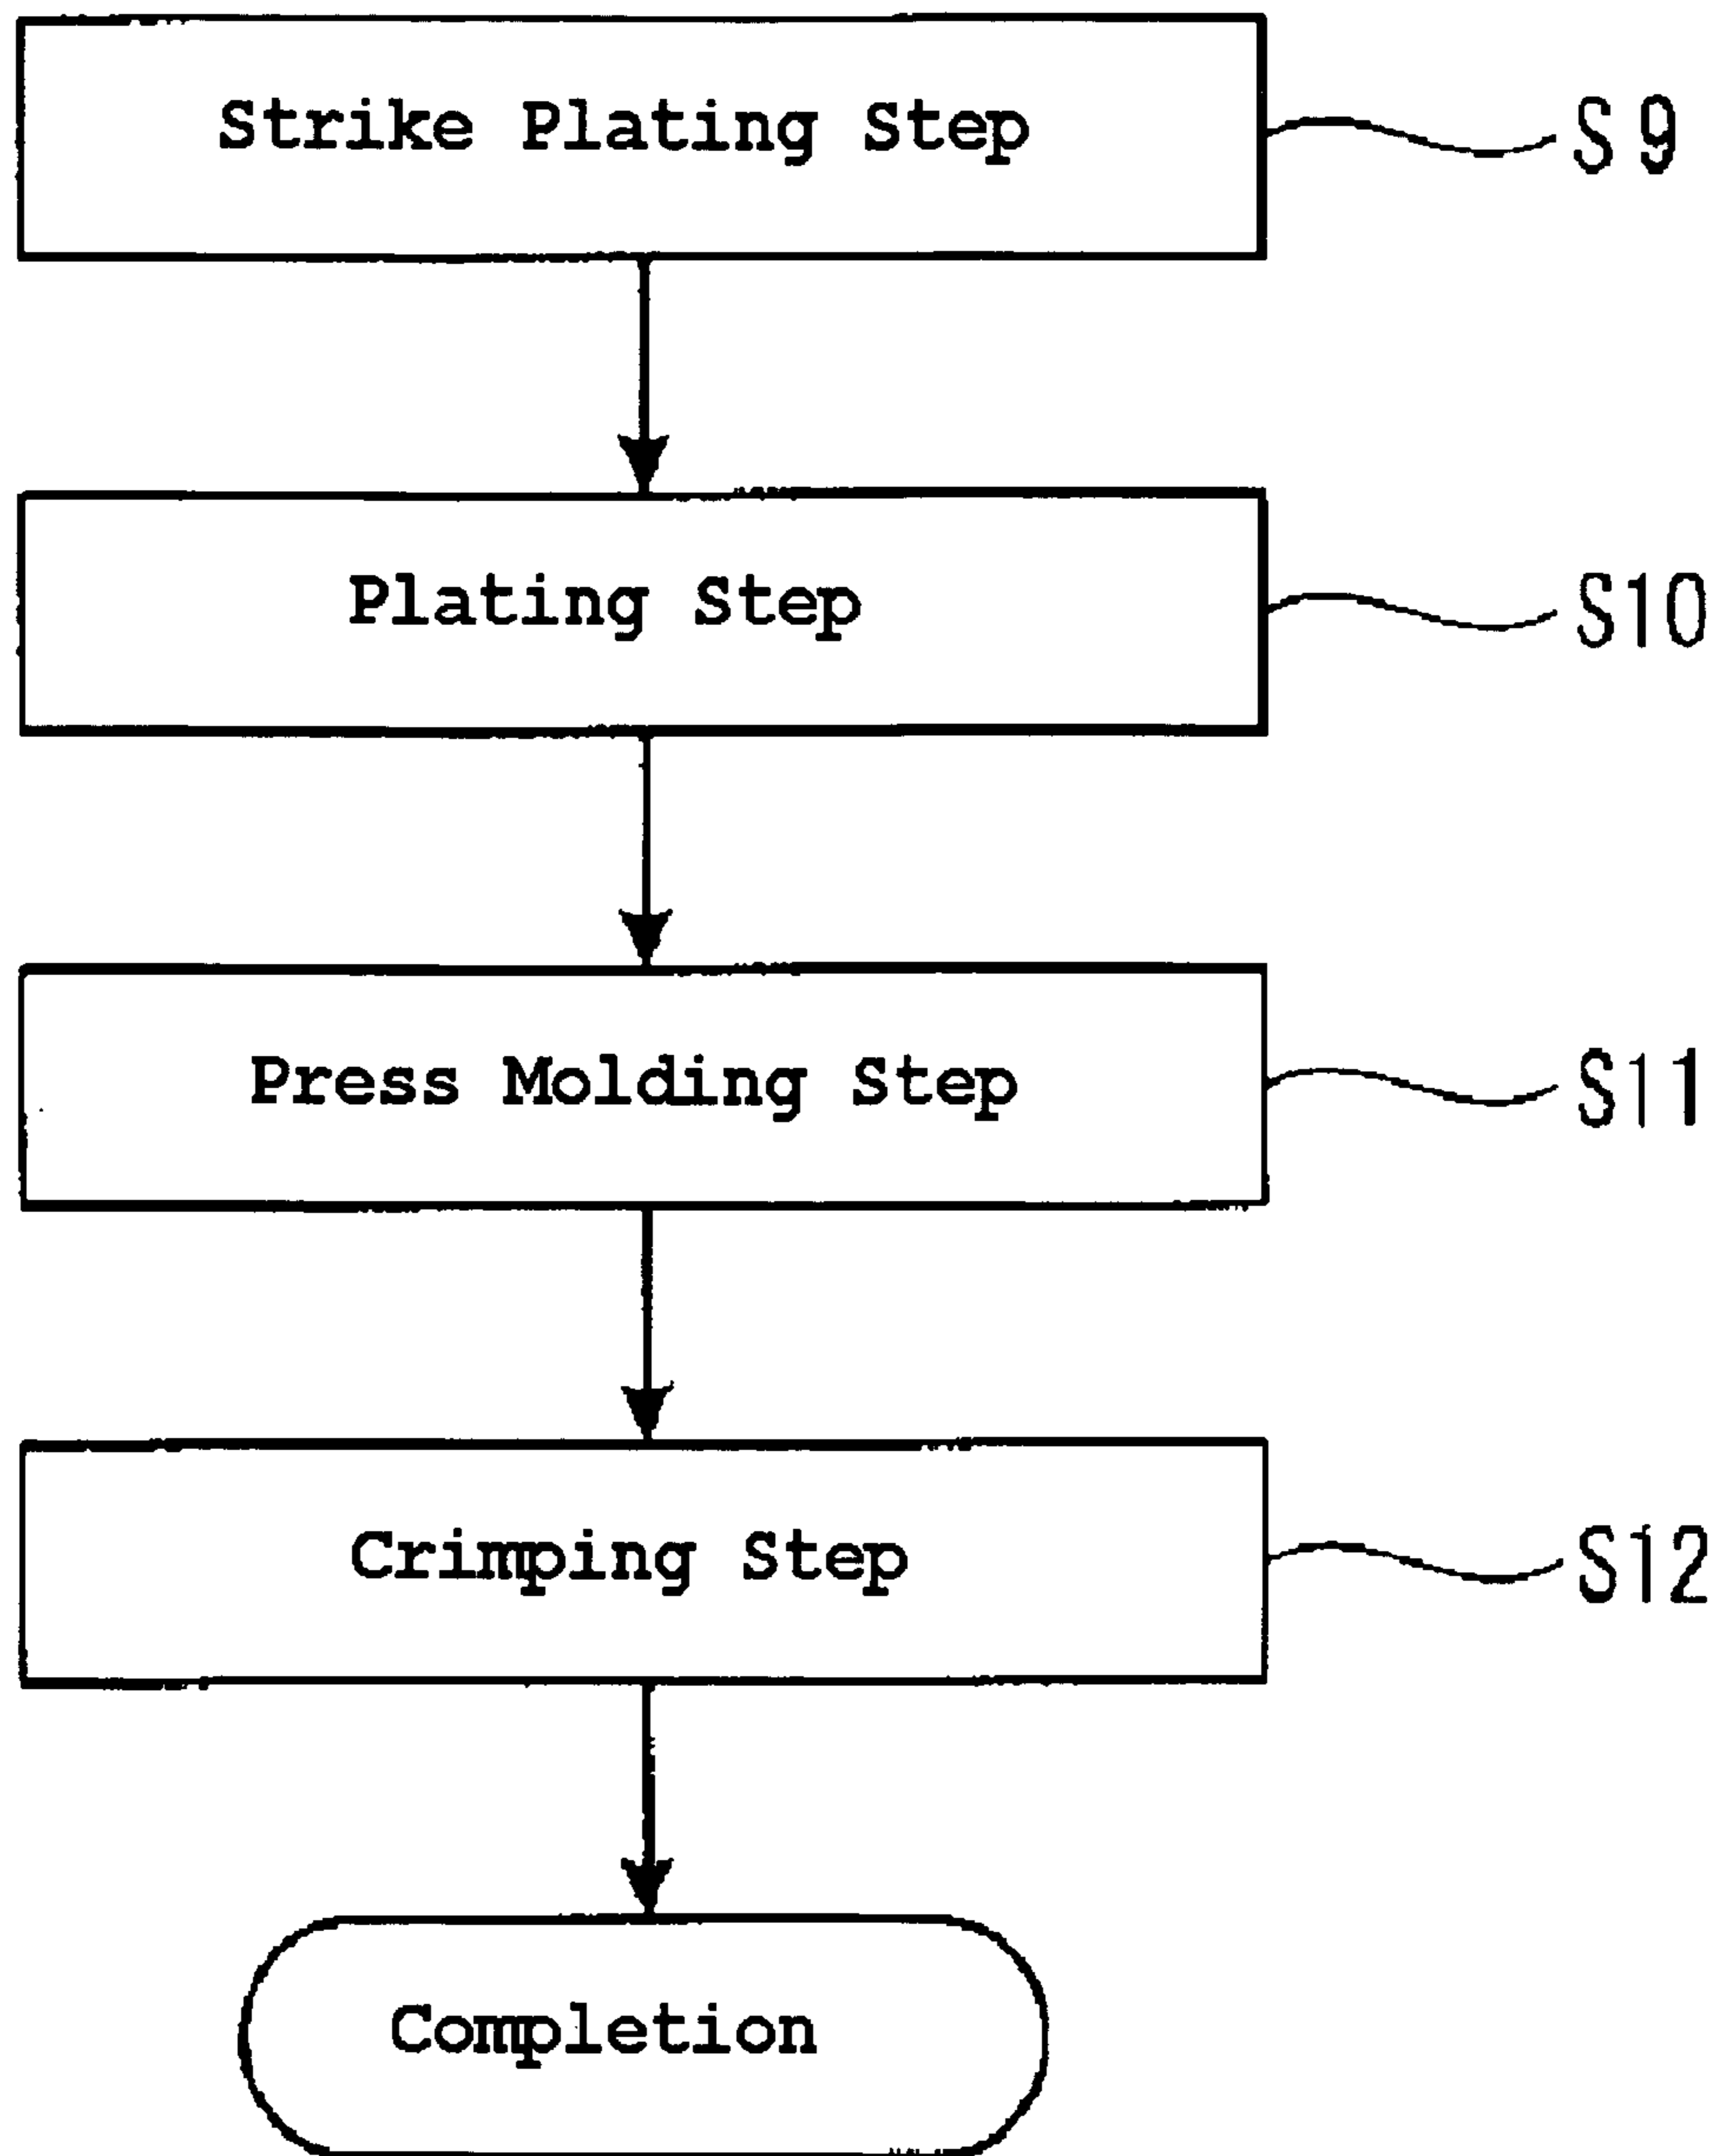 Strike Plating Step S9
Plating Step S10
Press Molding Step S11
Crimping Step S12
Completion